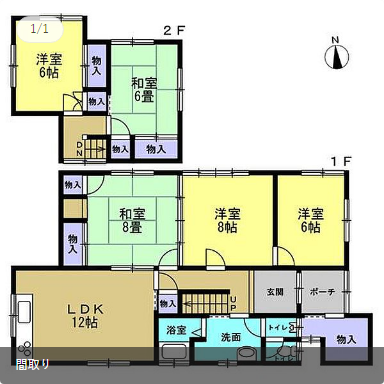 1/1
2F
N
洋室
6帖
物入
和室
6畳
物入
DN
物入
物入
1F
物入
和室
8畳
洋室
8帖
洋室
6帖
物入
LDK
12帖
物入
UP
玄関
ポーチ
浴室
洗面
トイレ
物入
トイレ
間取り